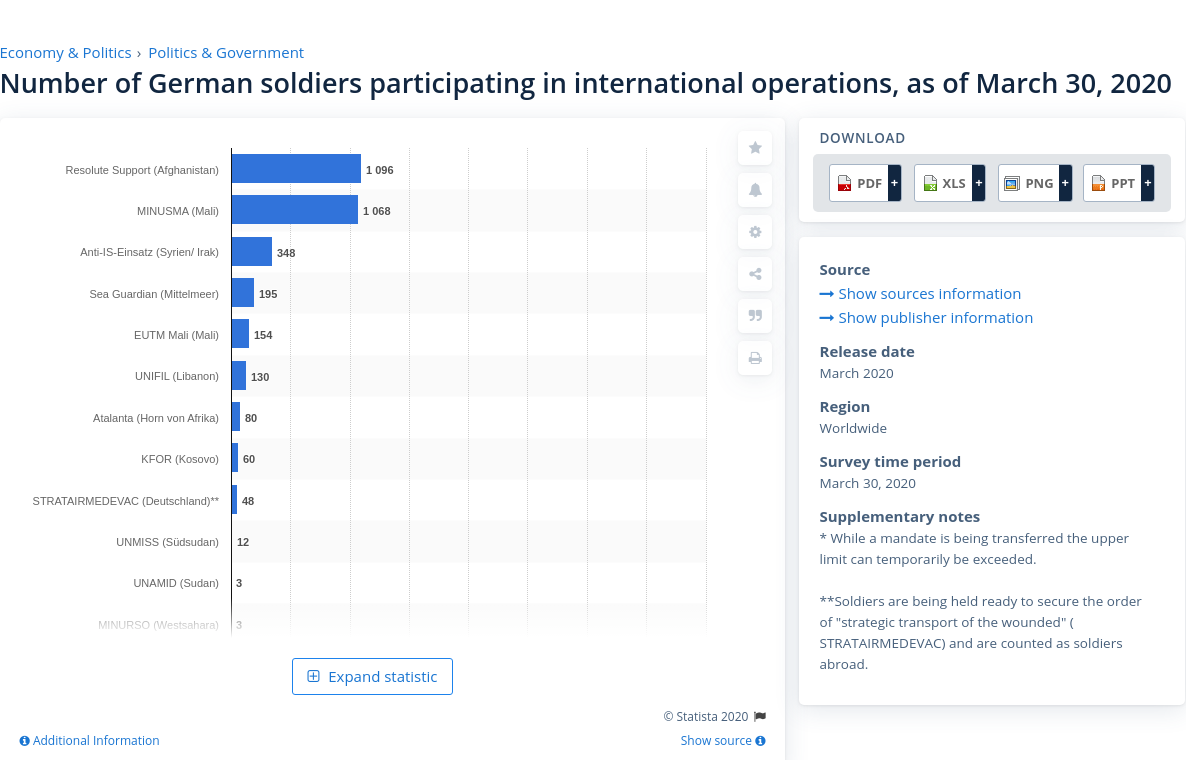 Economy & Politics › Politics & Government
Number of German soldiers participating in international operations, as of March 30, 2020
Resolute Support (Afghanistan) 1 096
MINUSMA (Mali) 1 068
Anti-IS-Einsatz (Syrien/ Irak) 348
Sea Guardian (Mittelmeer) 195
EUTM Mali (Mali) 154
UNIFIL (Libanon) 130
Atalanta (Horn von Afrika) 80
KFOR (Kosovo) 60
STRATAIRMEDEVAC (Deutschland)** 48
UNMISS (Südsudan) 12
UNAMID (Sudan) 3
MINURSO (Westsahara) 3
Expand statistic
© Statista 2020
Additional Information
Show source
DOWNLOAD
PDF + XLS + PNG + PPT +
Source
Show sources information
Show publisher information
Release date
March 2020
Region
Worldwide
Survey time period
March 30, 2020
Supplementary notes
* While a mandate is being transferred the upper
limit can temporarily be exceeded.
**Soldiers are being held ready to secure the order
of "strategic transport of the wounded" (
STRATAIRMEDEVAC) and are counted as soldiers
abroad.